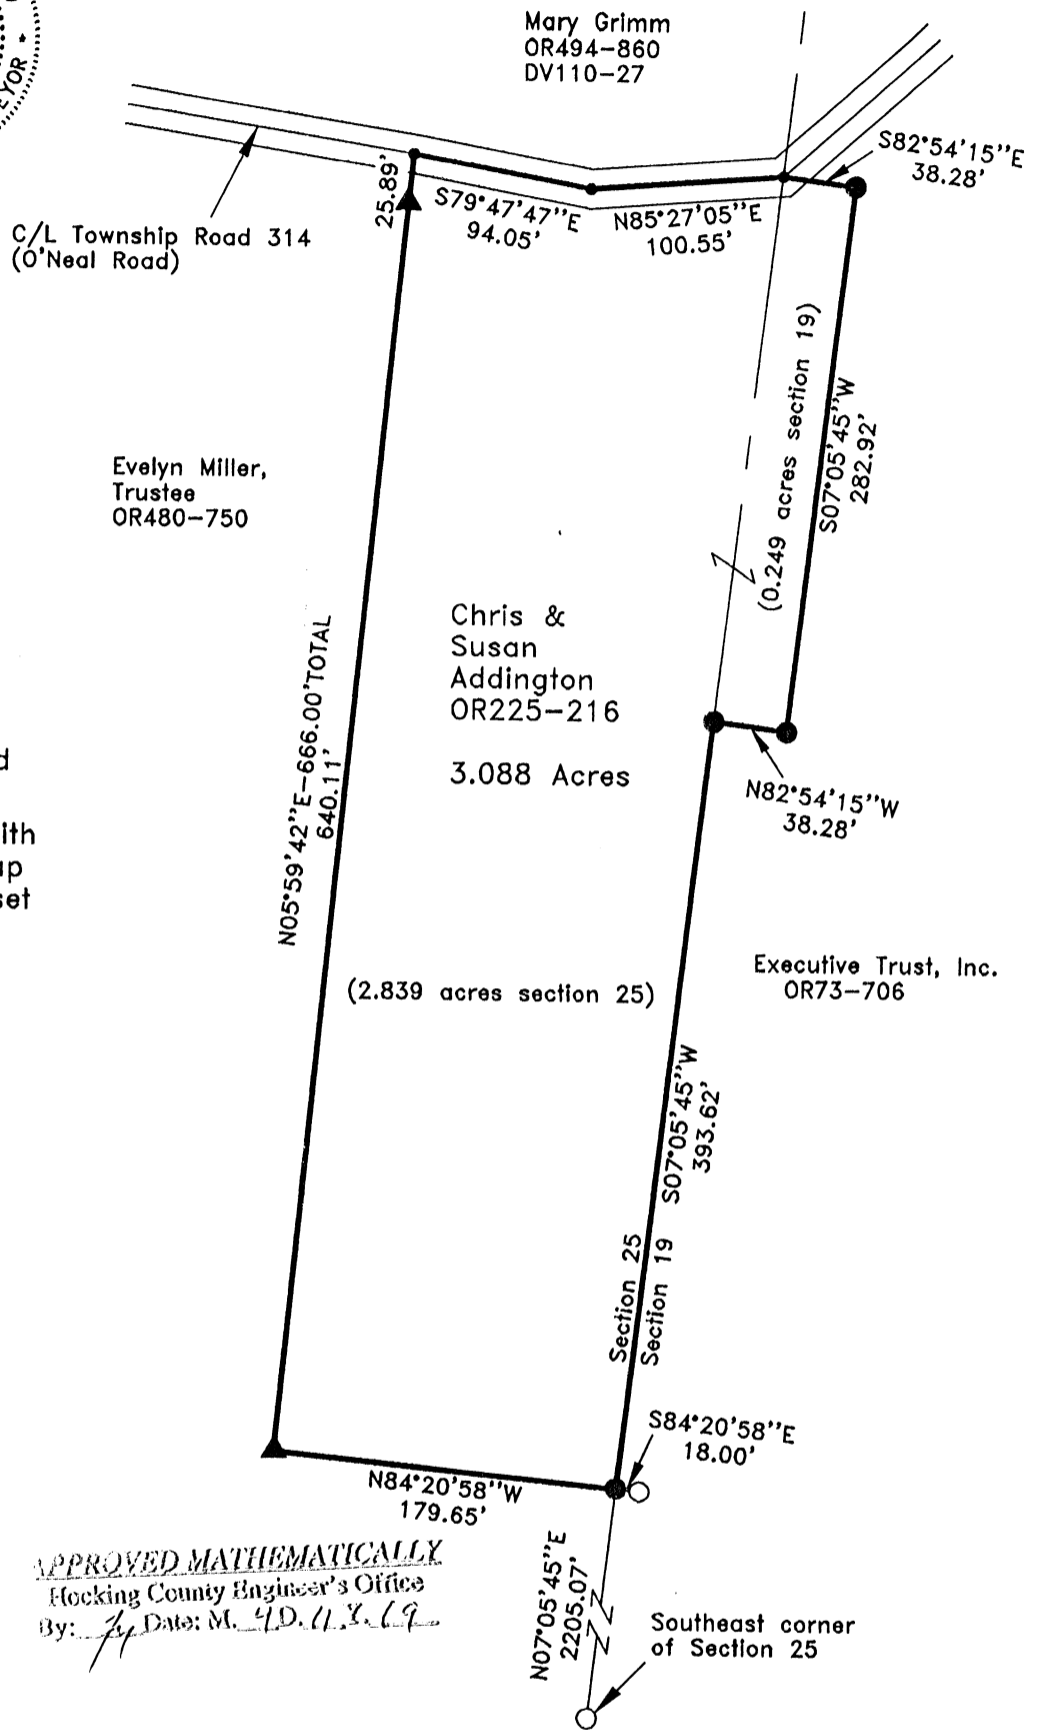 YOR
Mary Grimm
OR494-860
DV110-27
S82°54'15"E
38.28'
25.89'
S79°47'47"E
94.05'
N85°27'05"E
100.55'
C/L Township Road 314
(O'Neal Road)
(0.249 acres section 19)
S07°05'45"W
282.92'
Evelyn Miller,
Trustee
OR480-750
N05°59'42"E-666.00'TOTAL
640.11'
Chris &
Susan
Addington
OR225-216
3.088 Acres
d
ith
up
set
N82°54'15"W
38.28'
Executive Trust, Inc.
OR73-706
(2.839 acres section 25)
S07°05'45"W
393.62'
Section 25
Section 19
S84°20'58"E
18.00'
N84°20'58"W
179.65'
APPROVED MATHEMATICALLY
Hocking County Engineer's Office
By: Date: M. 4 D. 11 Y. 19
N07°05'45"E
2205.07'
Southeast corner
of Section 25